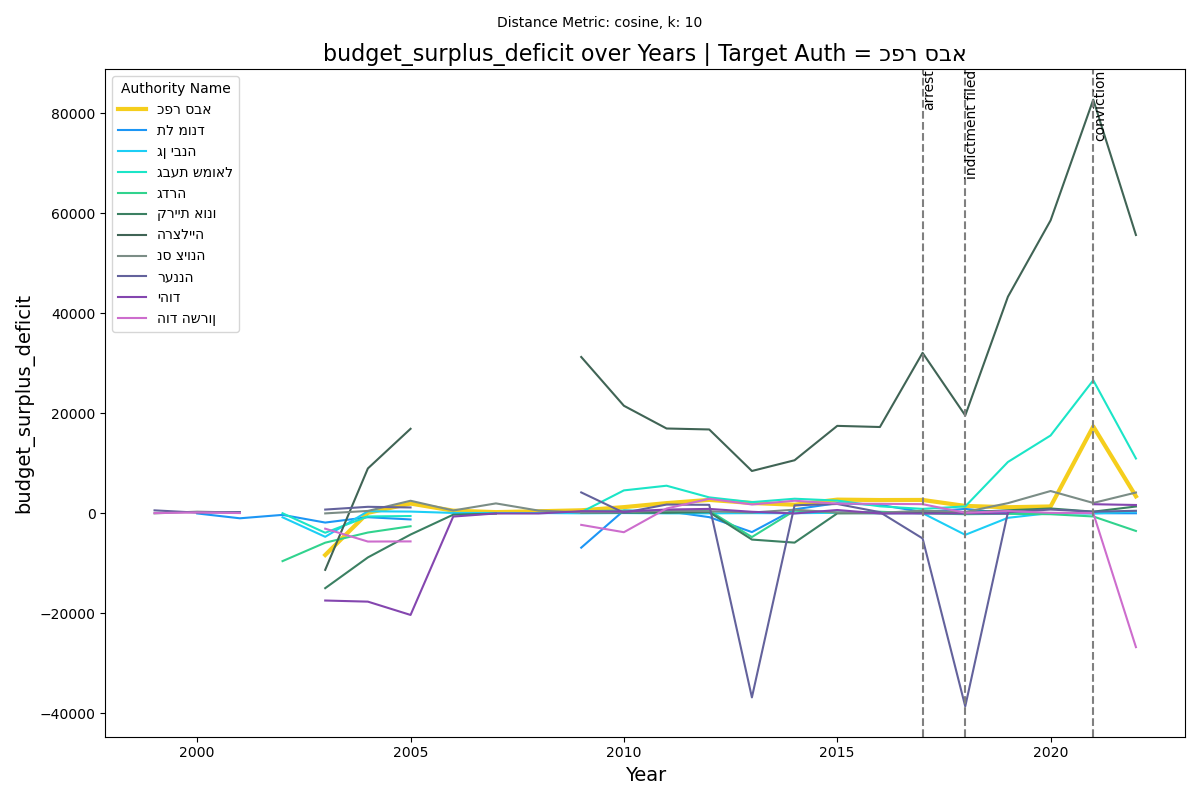 Distance Metric: cosine, k: 10
budget_surplus_deficit over Years | Target Auth = כפר סבא
Authority Name
כפר סבא
תל מונד
גן יבנה
גבעת שמואל
גדרה
קריית אונו
הרצלייה
נס ציונה
רעננה
יהוד
הוד השרון
arrest
indictment filed
conviction
budget_surplus_deficit
80000
60000
40000
20000
0
−20000
−40000
2000
2005
2010
2015
2020
Year